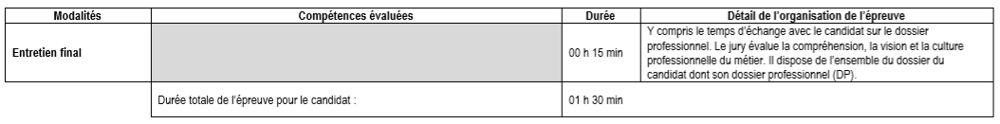 Modalités Compétences évaluées Durée Détail de l'organisation de l'épreuve
Entretien final 00 h 15 min Y compris le temps d'échange avec le candidat sur le dossier
professionnel. Le jury évalue la compréhension, la vision et la culture
professionnelle du métier. Il dispose de l'ensemble du dossier du
candidat dont son dossier professionnel (DP).
Durée totale de l'épreuve pour le candidat : 01 h 30 min